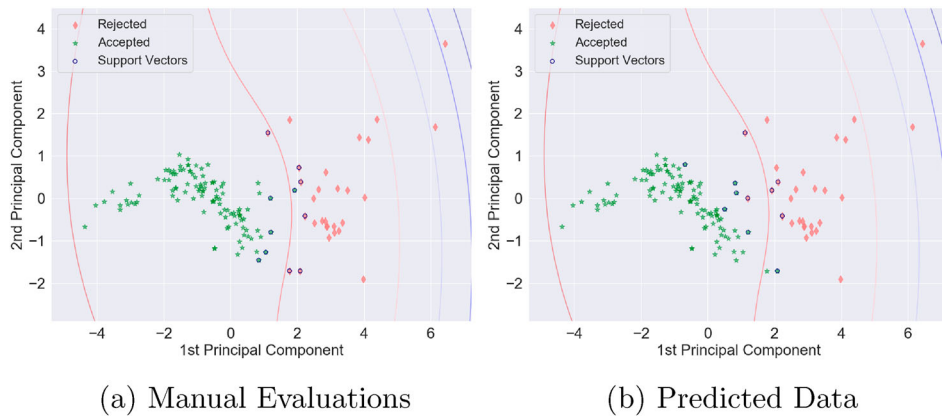 Rejected
Accepted
Support Vectors
2nd Principal Component
4
3
2
1
0
−1
−2
−4
−2
0
2
4
6
1st Principal Component
(a) Manual Evaluations
Rejected
Accepted
Support Vectors
2nd Principal Component
4
3
2
1
0
−1
−2
−4
−2
0
2
4
6
1st Principal Component
(b) Predicted Data